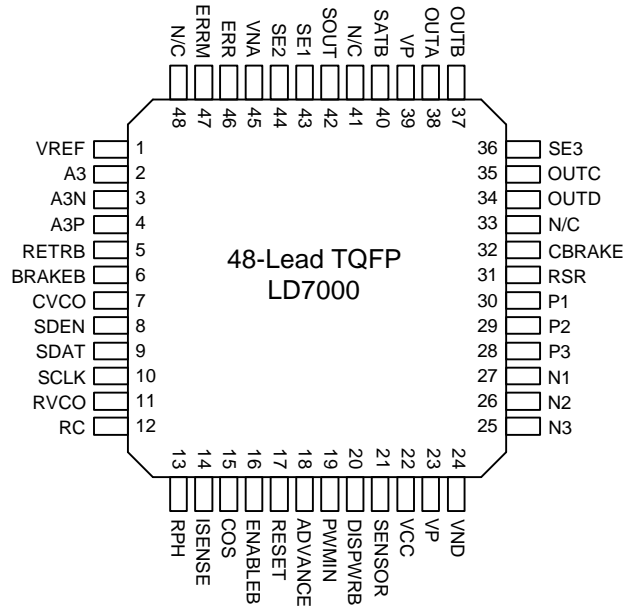 N/C
ERRM
ERR
VNA
SE2
SE1
SOUT
N/C
SATB
VP
OUTA
OUTB
48
47
46
45
44
43
42
41
40
39
38
37
VREF 1
A3 2
A3N 3
A3P 4
RETRB 5
BRAKEB 6
CVCO 7
SDEN 8
SDAT 9
SCLK 10
RVCO 11
RC 12
48-Lead TQFP
LD7000
36 SE3
35 OUTC
34 OUTD
33 N/C
32 CBRAKE
31 RSR
30 P1
29 P2
28 P3
27 N1
26 N2
25 N3
13
14
15
16
17
18
19
20
21
22
23
24
RPH
ISENSE
COS
ENABLEB
RESET
ADVANCE
PWMIN
DISPWRB
SENSOR
VCC
VP
VND